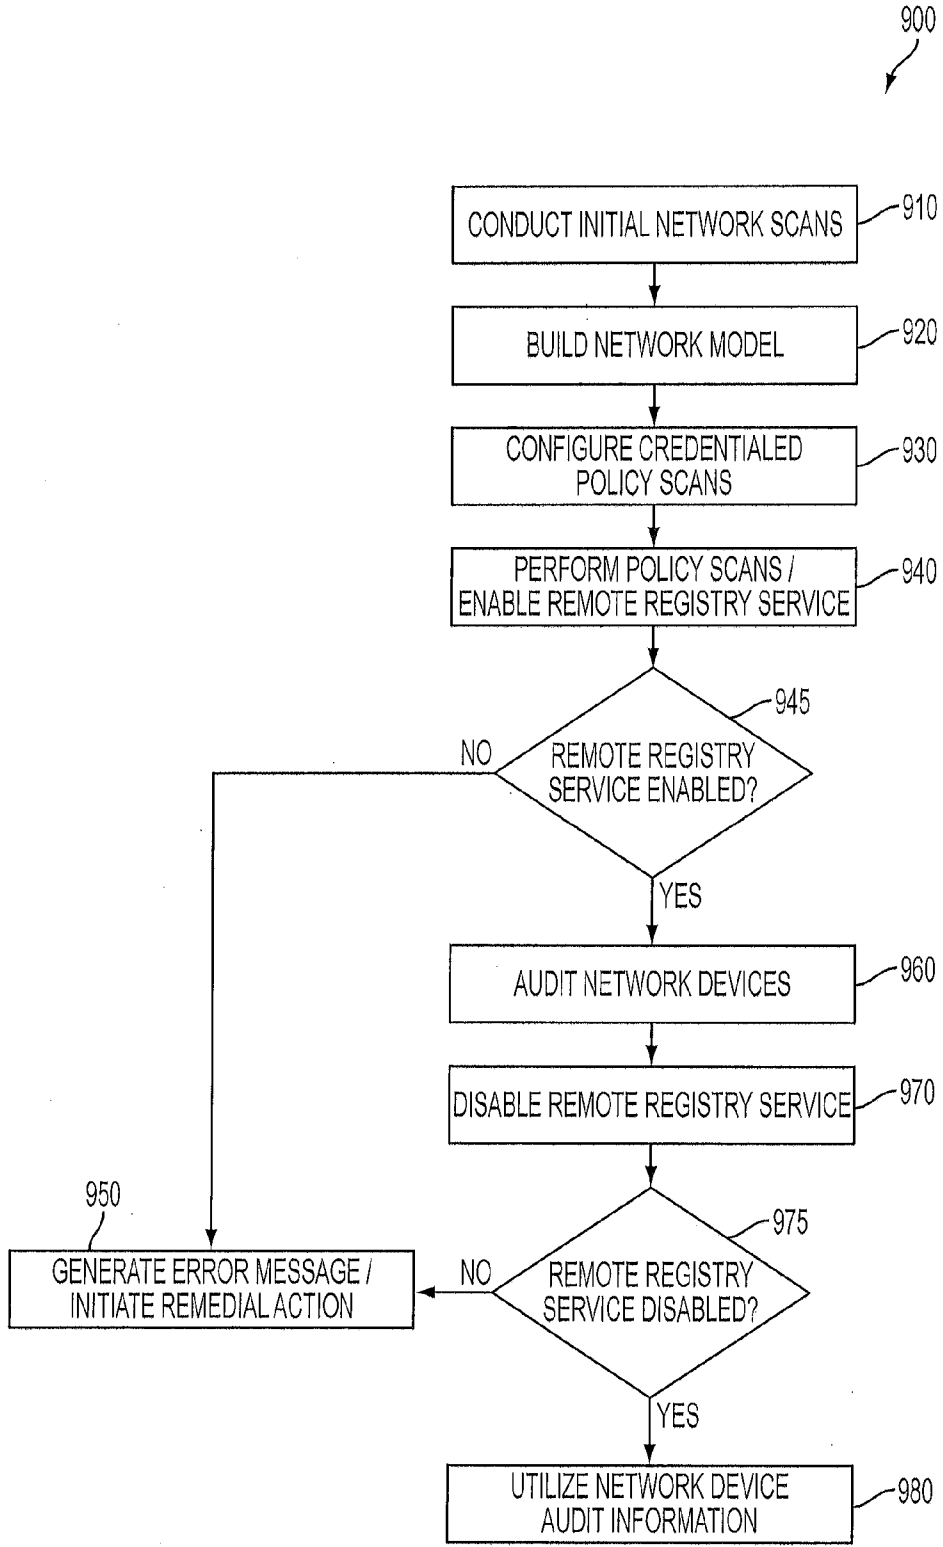 900
CONDUCT INITIAL NETWORK SCANS
910
BUILD NETWORK MODEL
920
CONFIGURE CREDENTIALED
POLICY SCANS
930
PERFORM POLICY SCANS /
ENABLE REMOTE REGISTRY SERVICE
940
945
NO
REMOTE REGISTRY
SERVICE ENABLED?
YES
AUDIT NETWORK DEVICES
960
DISABLE REMOTE REGISTRY SERVICE
970
950
GENERATE ERROR MESSAGE /
INITIATE REMEDIAL ACTION
975
NO
REMOTE REGISTRY
SERVICE DISABLED?
YES
UTILIZE NETWORK DEVICE
AUDIT INFORMATION
980